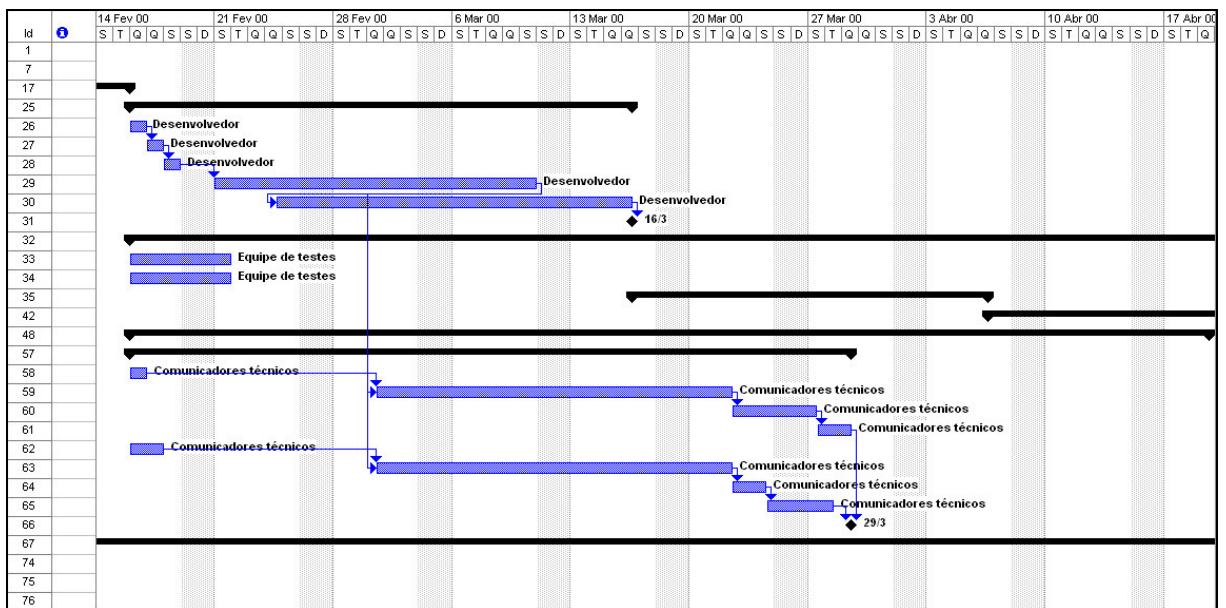 14 Fev 00 21 Fev 00 28 Fev 00 6 Mar 00 13 Mar 00 20 Mar 00 27 Mar 00 3 Abr 00 10 Abr 00 17 Abr 00
Id S T Q Q S S D S T Q Q S S D S T Q Q S S D S T Q Q S S D S T Q Q S S D S T Q Q S S D S T Q Q S S D S T Q Q S S D S T Q Q S S D S T Q
1
7
17
25
26 Desenvolvedor
27 Desenvolvedor
28 Desenvolvedor
29 Desenvolvedor
30 Desenvolvedor
31 16/3
32
33 Equipe de testes
34 Equipe de testes
35
42
48
57
58 Comunicadores técnicos
59 Comunicadores técnicos
60 Comunicadores técnicos
61 Comunicadores técnicos
62 Comunicadores técnicos
63 Comunicadores técnicos
64 Comunicadores técnicos
65 Comunicadores técnicos
66 29/3
67
74
75
76